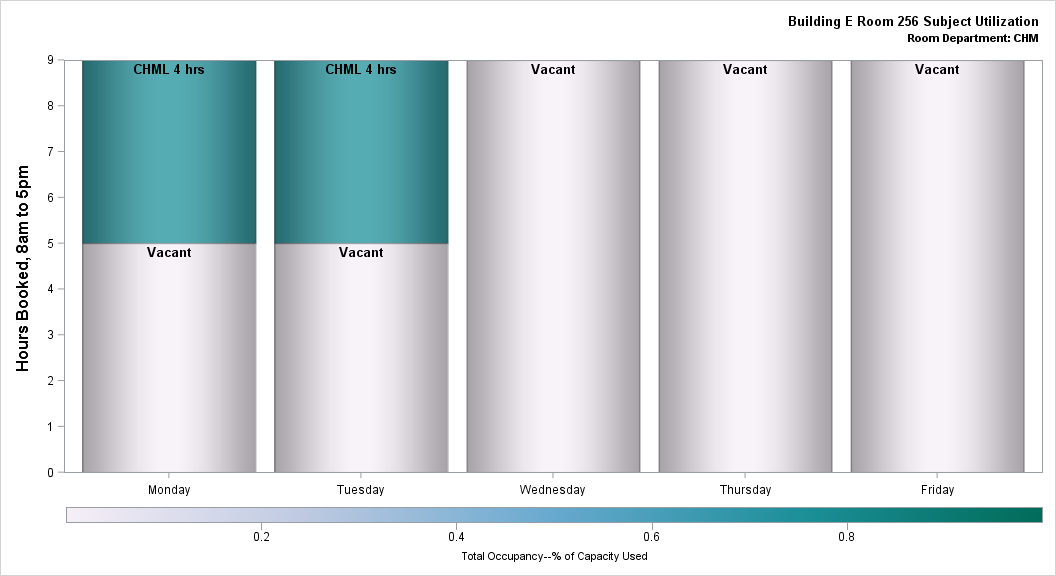 Building E Room 256 Subject Utilization
Room Department: CHM
Hours Booked, 8am to 5pm
9
8
7
6
5
4
3
2
1
0
CHML 4 hrs
CHML 4 hrs
Vacant
Vacant
Vacant
Vacant
Vacant
Monday
Tuesday
Wednesday
Thursday
Friday
0.2
0.4
0.6
0.8
Total Occupancy--% of Capacity Used